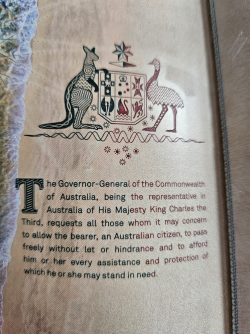 The Governor-General of the Commonwealth
of Australia, being the representative in
Australia of His Majesty King Charles the
Third, requests all those whom it may concern
to allow the bearer, an Australian citizen, to pass
freely without let or hindrance and to afford
him or her every assistance and protection of
which he or she may stand in need.